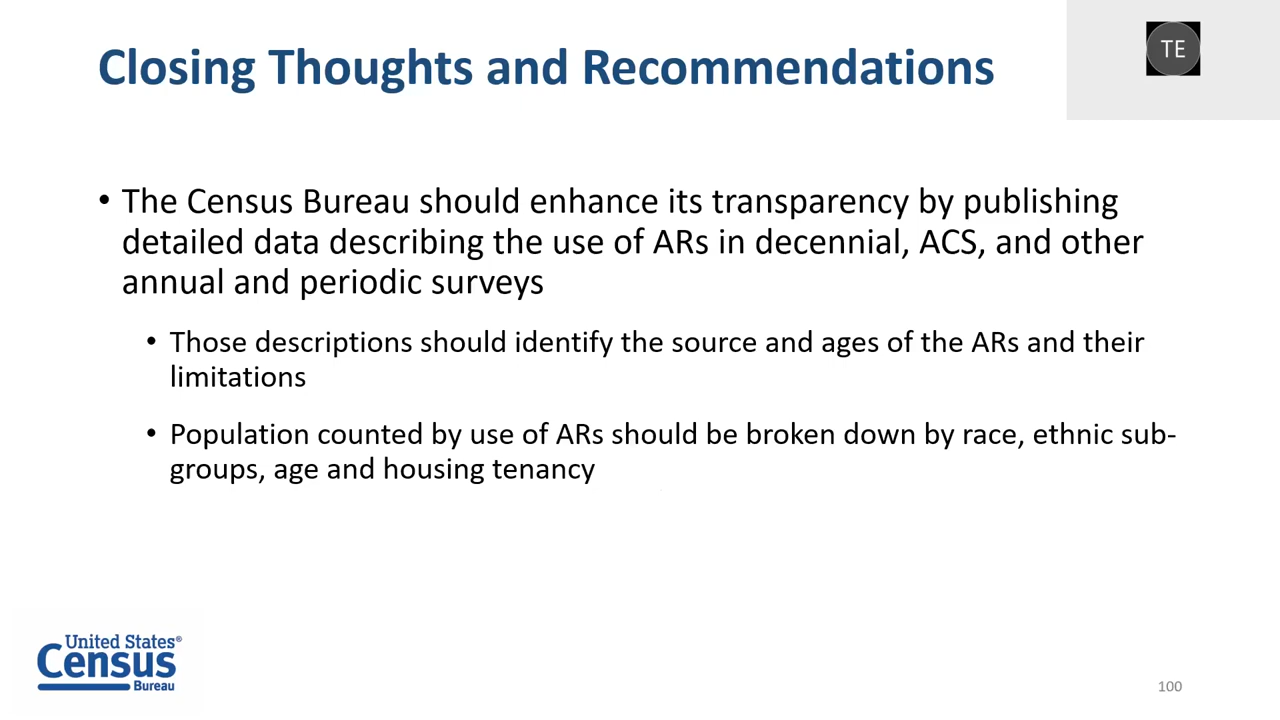 TE
Closing Thoughts and Recommendations
• The Census Bureau should enhance its transparency by publishing
detailed data describing the use of ARs in decennial, ACS, and other
annual and periodic surveys
• Those descriptions should identify the source and ages of the ARs and their
limitations
• Population counted by use of ARs should be broken down by race, ethnic sub-
groups, age and housing tenancy
United States®
Census
Bureau
100